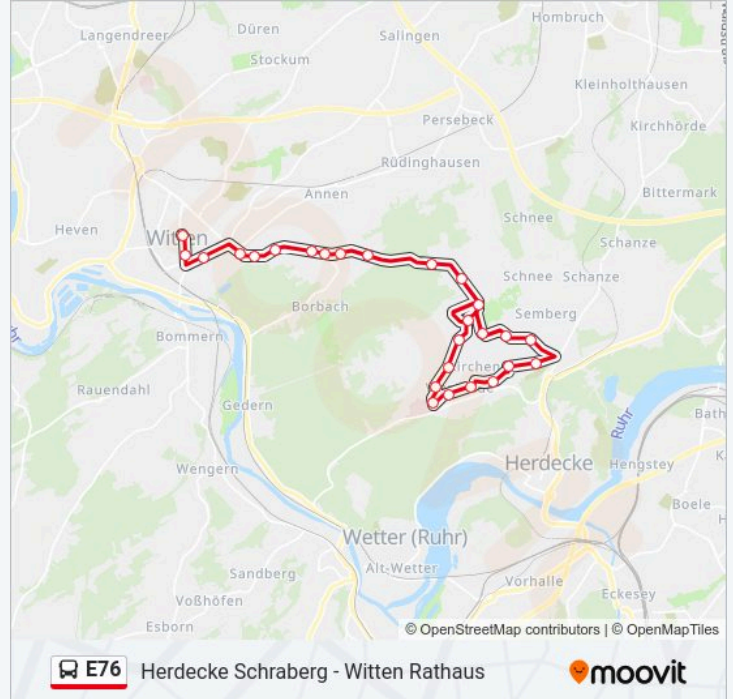 Hombruch
Langendreer
Düren
Salingen
Stockum
Kleinholthausen
Persebeck
Kirchhörde
Rüdinghausen
Annen
Bittermark
Schnee
Heven
Witten
Schanze
Schnee
Schanze
Borbach
Semberg
Bommern
Rauendahl
Gedern
Ruhr
Bath
Herdecke
Hengstey
Wengern
Boele
Wetter (Ruhr)
Alt-Wetter
Sandberg
Vorhalle
Voßhöfen
Eckesey
Esborn
© OpenStreetMap contributors | © OpenMapTiles
E76
Herdecke Schraberg - Witten Rathaus
moovit